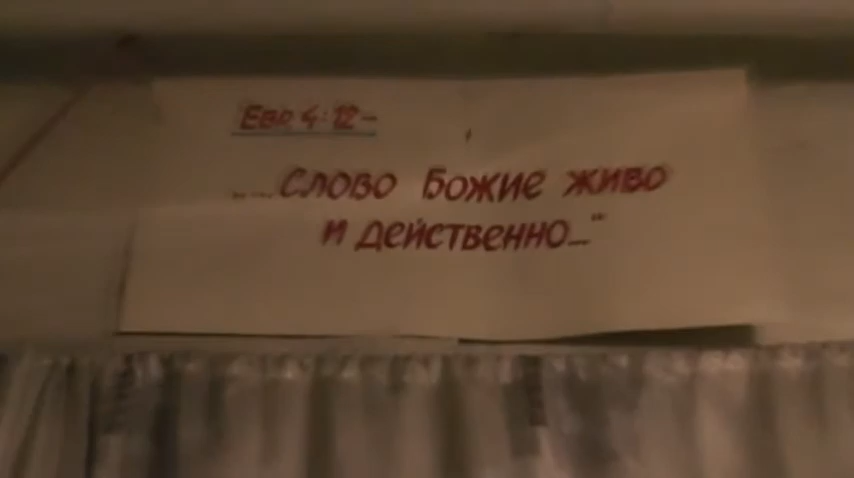 Евр 4:12-
„...Слово Божие живо
и действенно..."